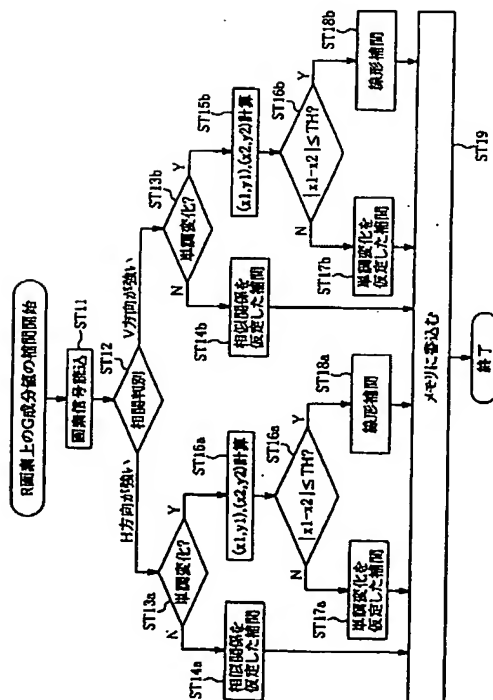 R画素上のG成分値の補間開始
ST11
画素信号読込
ST12
相関判別
H方向が強い
V方向が強い
ST13a
単調変化?
N
Y
ST13b
単調変化?
N
Y
ST14a
相似関係を
仮定した補間
ST16a
(x1,y1),(x2,y2)計算
ST14b
相似関係を
仮定した補間
ST15b
(x1,y1),(x2,y2)計算
ST16a
|x1-x2|≦TH?
N
Y
ST16b
|x1-x2|≦TH?
N
Y
ST17a
単調変化を
仮定した補間
ST18a
線形補間
ST17b
単調変化を
仮定した補間
ST18b
線形補間
メモリに書込む
ST19
終了